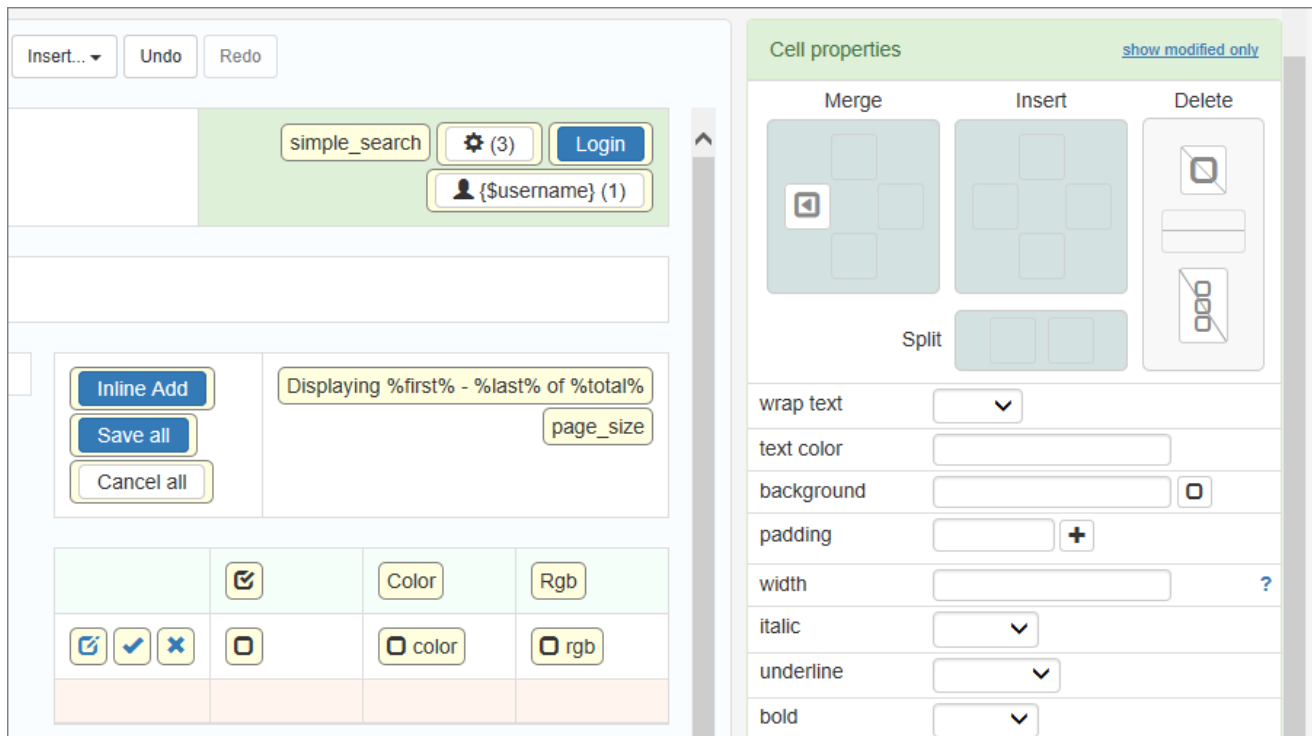 Insert... Undo Redo
simple_search (3) Login
{$username} (1)
Inline Add
Save all
Cancel all
Displaying %first% - %last% of %total%
page_size
Color Rgb
color rgb
Cell properties show modified only
Merge Insert Delete
Split
wrap text
text color
background
padding
width ?
italic
underline
bold